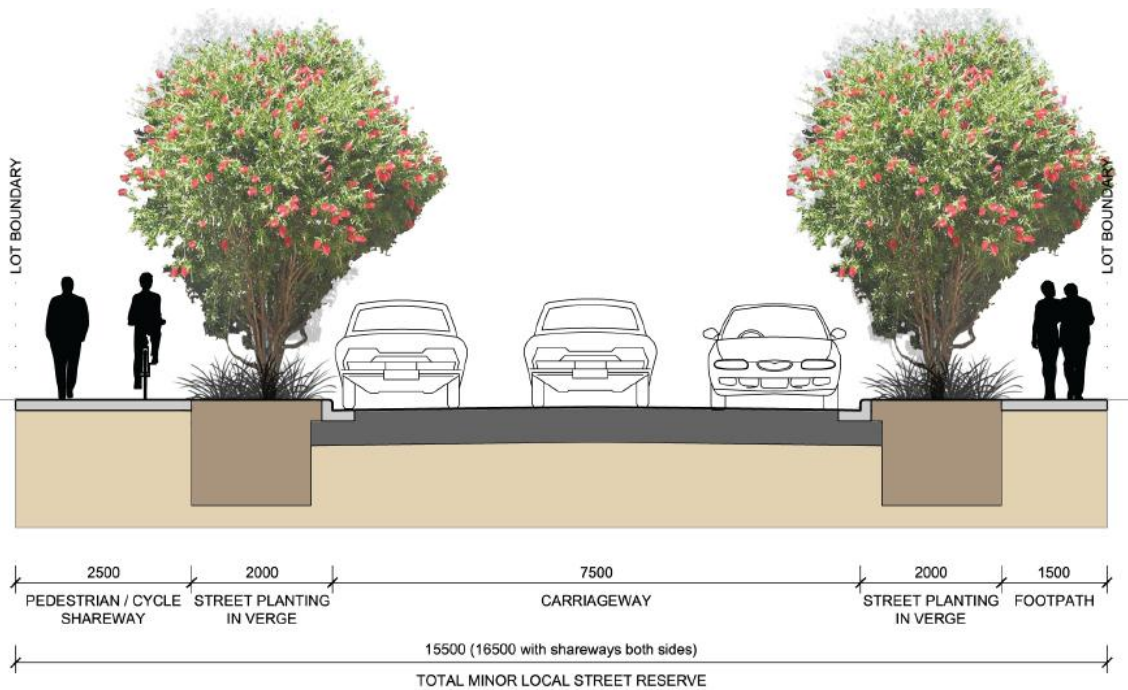 LOT BOUNDARY
LOT BOUNDARY
2500
2000
7500
2000
1500
PEDESTRIAN / CYCLE
SHAREWAY
STREET PLANTING
IN VERGE
CARRIAGEWAY
STREET PLANTING
IN VERGE
FOOTPATH
15500 (16500 with shareways both sides)
TOTAL MINOR LOCAL STREET RESERVE